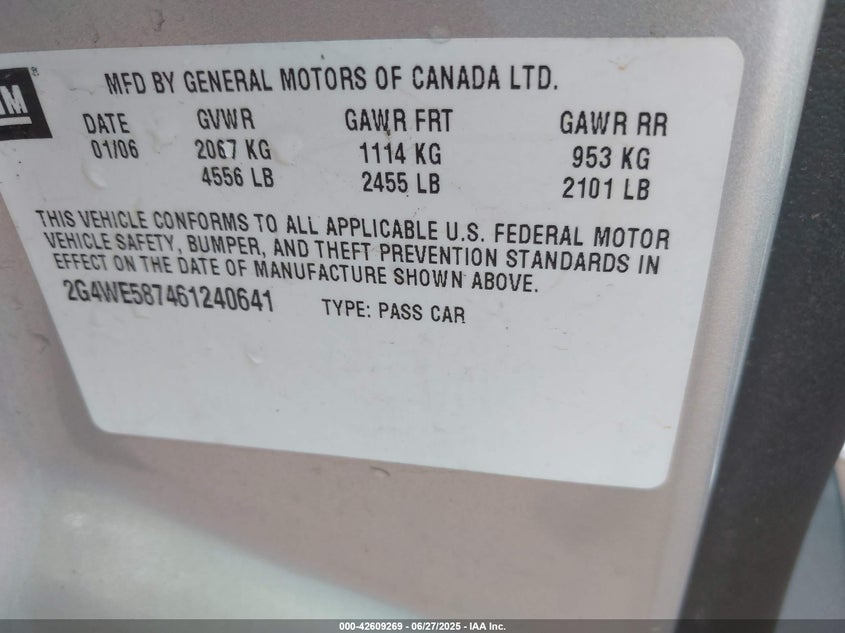 M®
MFD BY GENERAL MOTORS OF CANADA LTD.
DATE GVWR GAWR FRT GAWR RR
01/06 2067 KG 1114 KG 953 KG
4556 LB 2455 LB 2101 LB
THIS VEHICLE CONFORMS TO ALL APPLICABLE U.S. FEDERAL MOTOR
VEHICLE SAFETY, BUMPER, AND THEFT PREVENTION STANDARDS IN
EFFECT ON THE DATE OF MANUFACTURE SHOWN ABOVE.
2G4WE587461240641 TYPE: PASS CAR
000-42609269 - 06/27/2025 - IAA Inc.